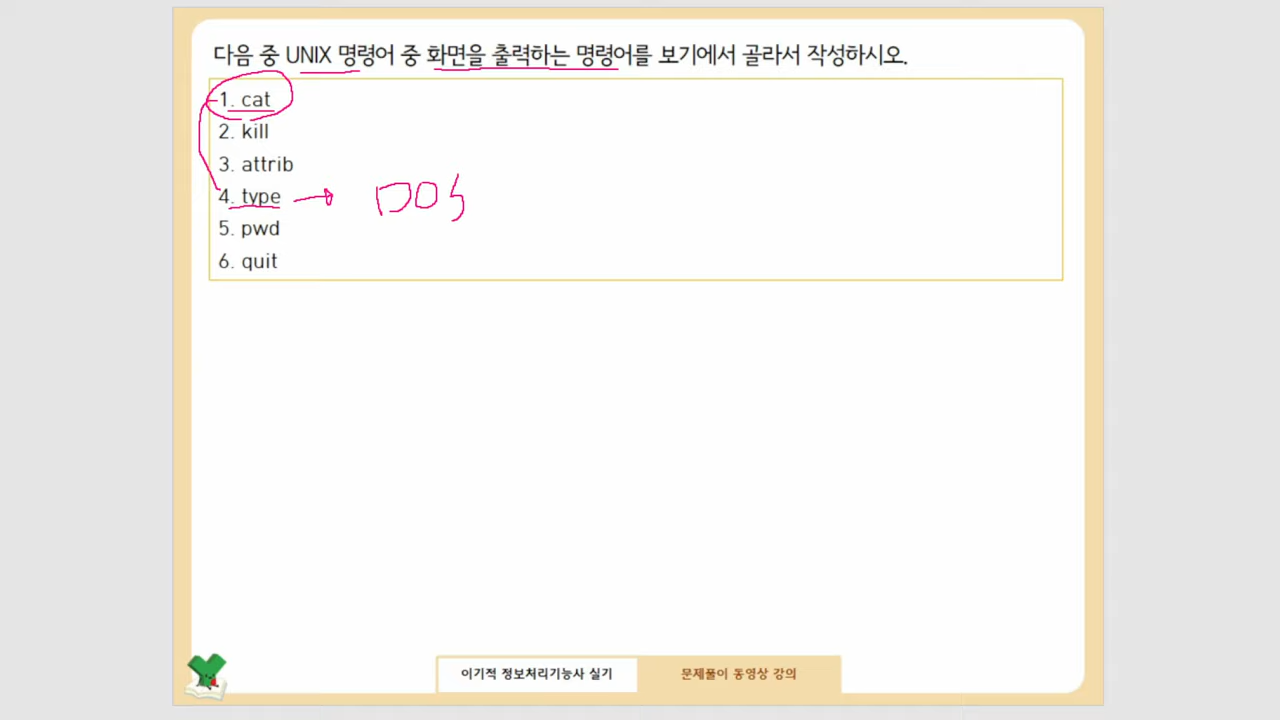 다음 중 UNIX 명령어 중 화면을 출력하는 명령어를 보기에서 골라서 작성하시오.
1. cat
2. kill
3. attrib
4. type → DOS
5. pwd
6. quit
이기적 정보처리기능사 실기 문제풀이 동영상 강의